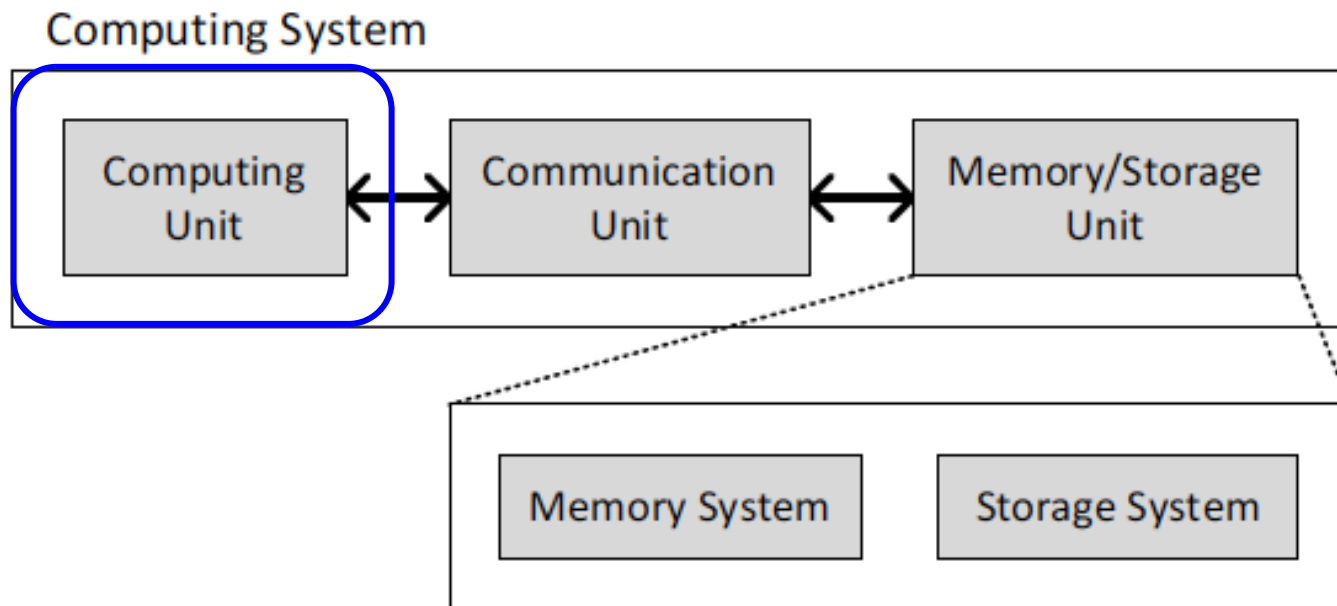 Computing System
Computing
Unit
Communication
Unit
Memory/Storage
Unit
Memory System
Storage System